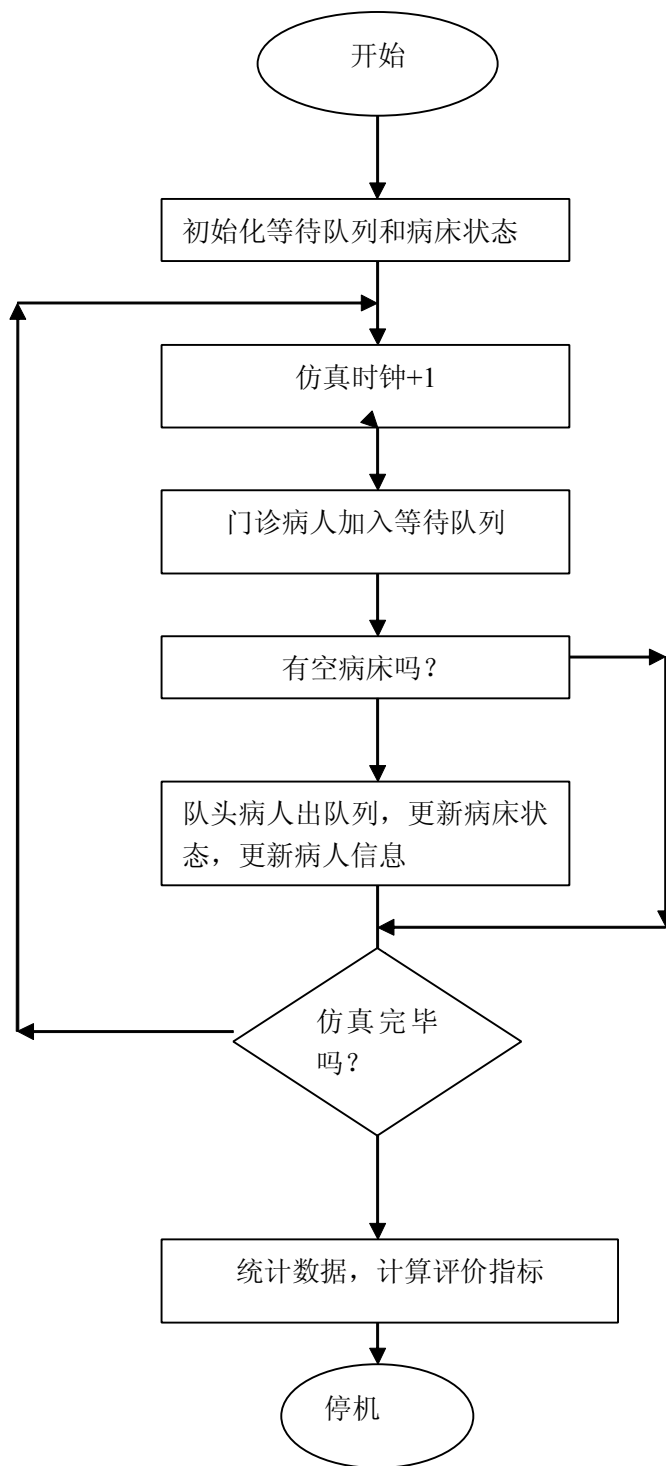 开始
初始化等待队列和病床状态
仿真时钟+1
门诊病人加入等待队列
有空病床吗？
队头病人出队列，更新病床状
态，更新病人信息
仿真完毕
吗？
统计数据，计算评价指标
停机